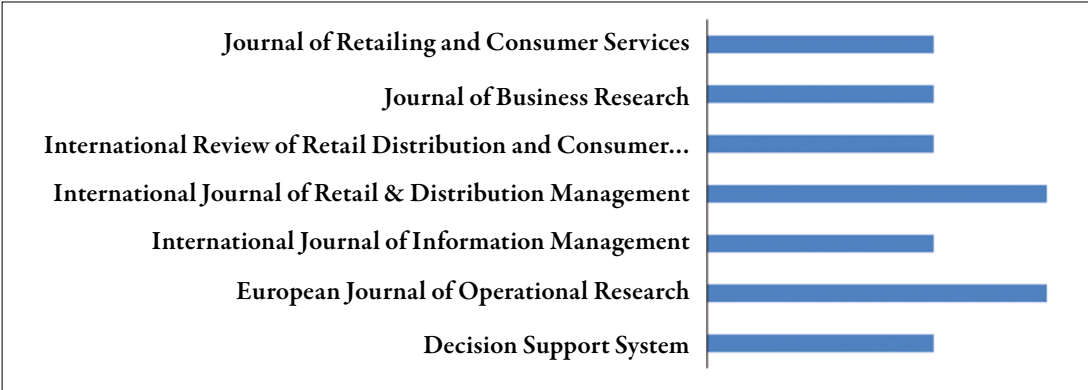 Journal of Retailing and Consumer Services
Journal of Business Research
International Review of Retail Distribution and Consumer...
International Journal of Retail & Distribution Management
International Journal of Information Management
European Journal of Operational Research
Decision Support System